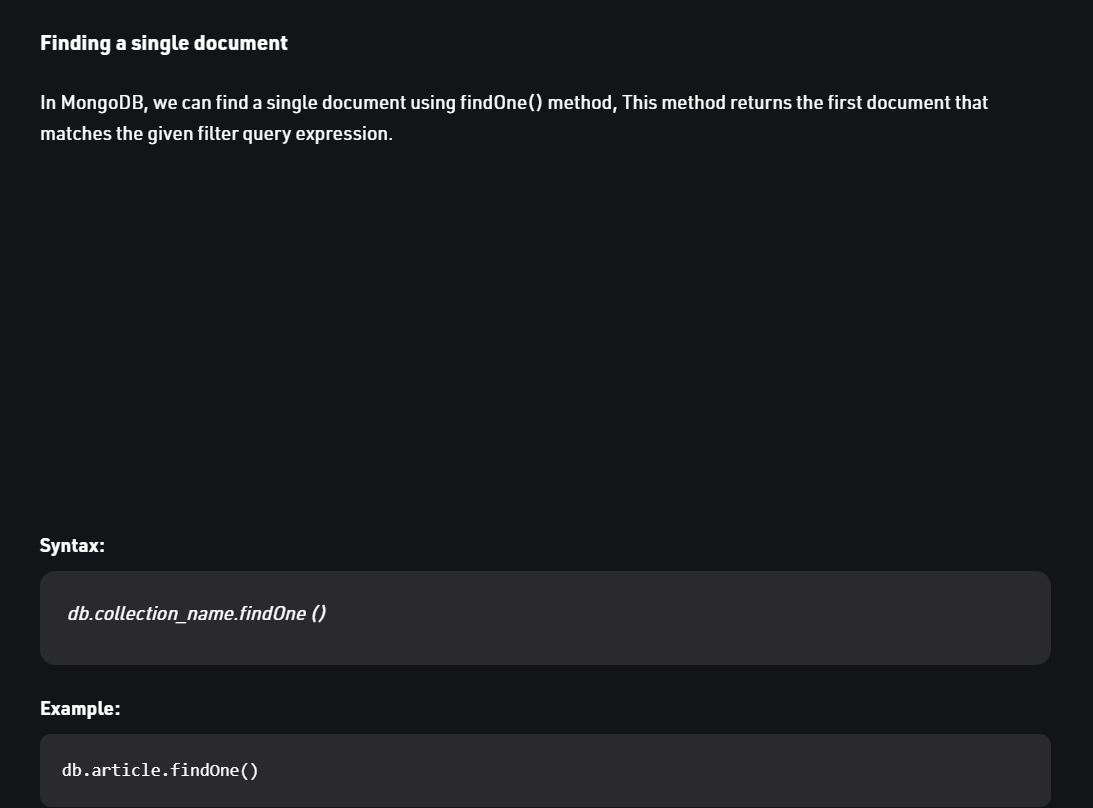 Finding a single document
In MongoDB, we can find a single document using findOne() method, This method returns the first document that
matches the given filter query expression.
Syntax:
db.collection_name.findOne ()
Example:
db.article.findOne()